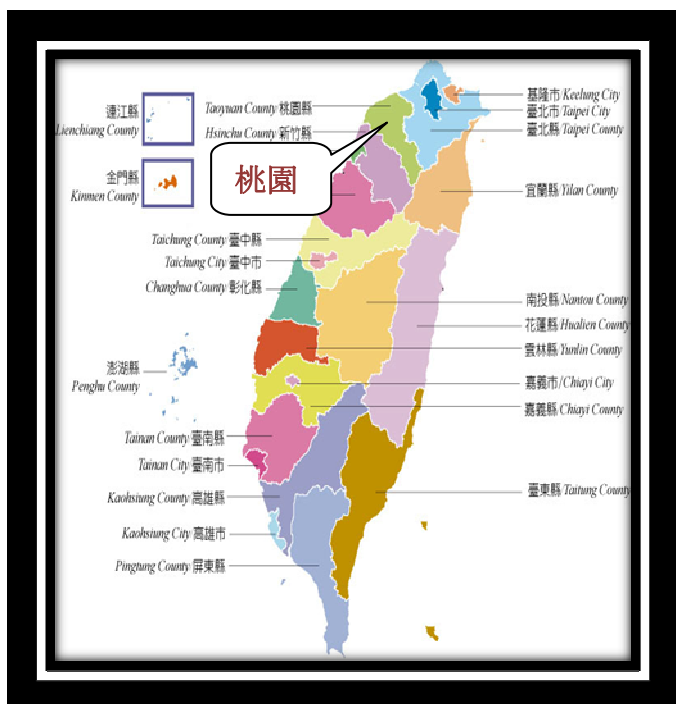 連江縣
Lienchiang County
金門縣
Kinmen County
Taoyuan County 桃園縣
Hsinchu County 新竹縣
桃園
Taichung County 臺中縣
Taichung City 臺中市
Changhua County 彰化縣
澎湖縣
Penghu County
Tainan County 臺南縣
Tainan City 臺南市
Kaohsiung County 高雄縣
Kaohsiung City 高雄市
Pingtung County 屏東縣
基隆市/Keelung City
臺北市/Taipei City
臺北縣/Taipei County
宜蘭縣/Yilan County
南投縣/Nantou County
花蓮縣/Hualien County
雲林縣/Yunlin County
嘉義市/Chiayi City
嘉義縣/Chiayi County
臺東縣/Taitung County